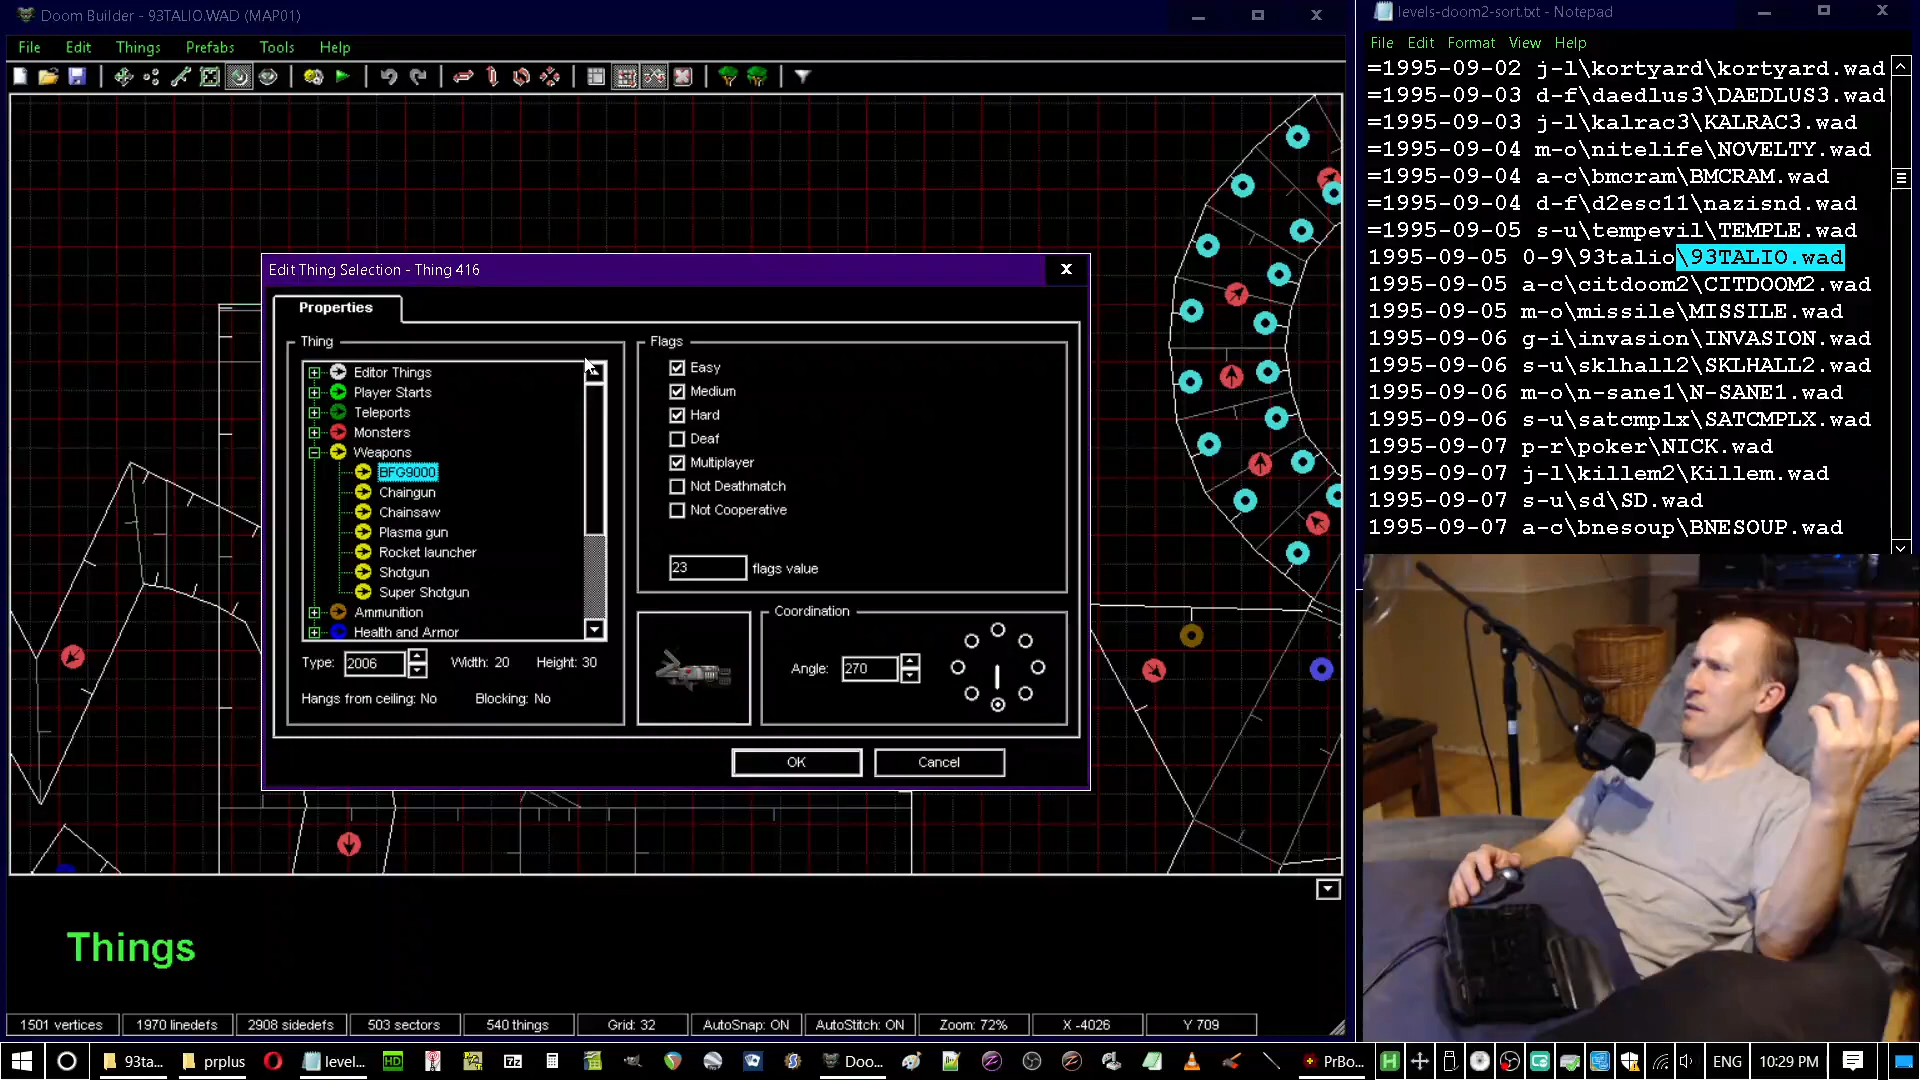 Doom Builder - 93TALIO.WAD (MAP01)
File Edit Things Prefabs Tools Help
Edit Thing Selection - Thing 416
Properties
Thing
Editor Things
Player Starts
Teleports
Monsters
Weapons
BFG9000
Chaingun
Chainsaw
Plasma gun
Rocket launcher
Shotgun
Super Shotgun
Ammunition
Health and Armor
Type: 2006 Width: 20 Height: 30
Hangs from ceiling: No Blocking: No
Flags
Easy
Medium
Hard
Deaf
Multiplayer
Not Deathmatch
Not Cooperative
23 flags value
Coordination
Angle: 270
OK Cancel
Things
1501 vertices 1970 linedefs 2908 sidedefs 503 sectors 540 things Grid: 32 AutoSnap: ON AutoStitch: ON Zoom: 72% X -4026 Y 709
levels-doom2-sort.txt - Notepad
File Edit Format View Help
=1995-09-02 j-l\kortyard\kortyard.wad
=1995-09-03 d-f\daedlus3\DAEDLUS3.wad
=1995-09-03 j-l\kalrac3\KALRAC3.wad
=1995-09-04 m-o\nitelife\NOVELTY.wad
=1995-09-04 a-c\bmcram\BMCRAM.wad
=1995-09-04 d-f\d2esc11\nazisnd.wad
=1995-09-05 s-u\tempevil\TEMPLE.wad
1995-09-05 0-9\93talio\93TALIO.wad
1995-09-05 a-c\citdoom2\CITDOOM2.wad
1995-09-05 m-o\missile\MISSILE.wad
1995-09-06 g-i\invasion\INVASION.wad
1995-09-06 s-u\sklhall2\SKLHALL2.wad
1995-09-06 m-o\n-sane1\N-SANE1.wad
1995-09-06 s-u\satcmplx\SATCMPLX.wad
1995-09-07 p-r\poker\NICK.wad
1995-09-07 j-l\killem2\Killem.wad
1995-09-07 s-u\sd\SD.wad
1995-09-07 a-c\bnesoup\BNESOUP.wad
93ta... prplus level... HD 7z Doo... PrBo... ENG 10:29 PM